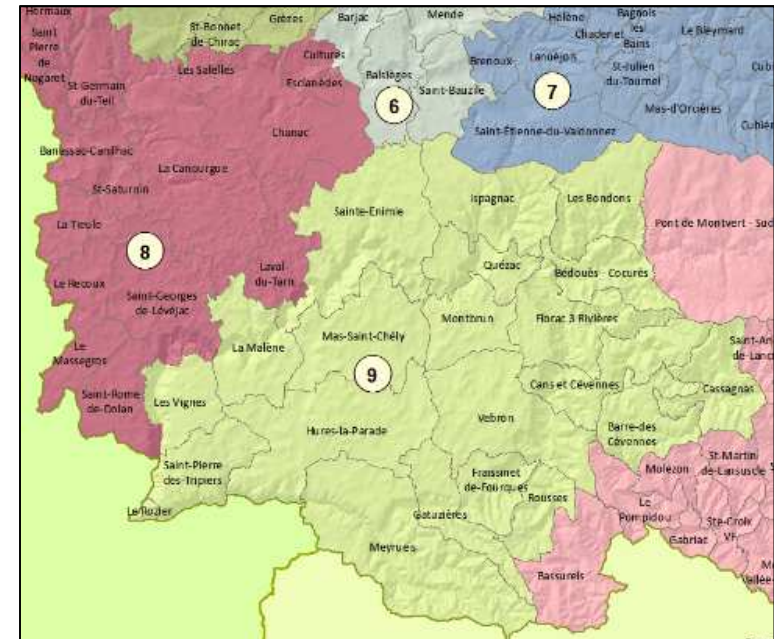 Hermaux
Saint
Pierre
de
Nogaret
St-Bonnet
de-Chirac
Grèzes
Barjac
Mende
Hélène
Bagnols
les
Bains
Chadenet
Le Bleymard
Les Salelles
Cultures
Esclanèdes
Balsièges
Saint-Bauzile
Brenoux
Lanuéjols
St-Julien
du-Tournel
St-Germain
du-Teil
6
7
Mas-d'Orcières
Chanac
Saint-Étienne-du-Valdonnez
Banassac-Canilhac
La Canourgue
St-Saturnin
Sainte-Enimie
Ispagnac
Les Bondons
La Tieule
Pont de Montvert - Sud
8
Laval
du-Tarn
Quézac
Bédouès - Cocurès
Le Recoux
Saint-Georges
de-Lévéjac
Montbrun
Florac 3 Rivières
Mas-Saint-Chély
La Malène
Le
Massegros
9
Cans et Cévennes
Cassagnas
Saint-Rome
de-Dolan
Les Vignes
Hures-la-Parade
Vebron
Barre-des
Cévennes
Saint-Pierre
des-Tripiers
Fraissinet
de-Fourques
Rousses
Molezon
St-Martin
de-Lansuscle
Le Rozier
Gatuzières
Le
Pompidou
Ste-Croix
VF
Gabriac
Meyrueis
Bassurels